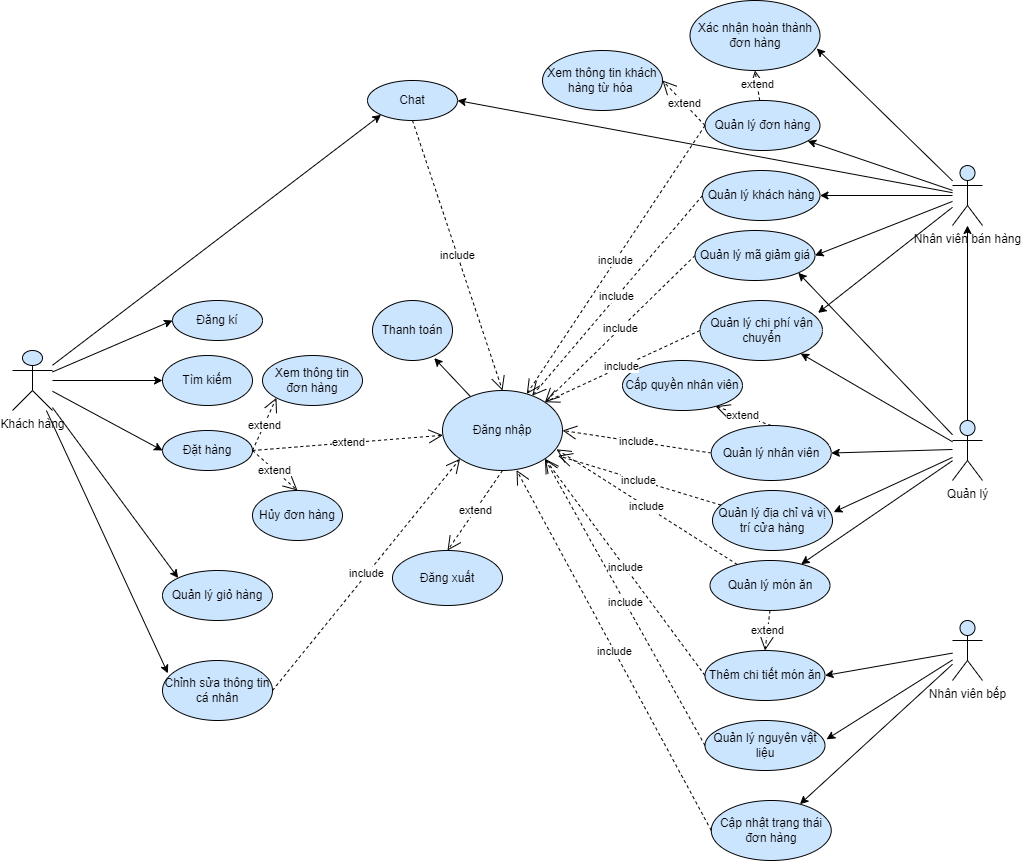 Xác nhận hoàn thành
đơn hàng
Xem thông tin khách
hàng từ hóa
extend
extend
Chat
Quản lý đơn hàng
Quản lý khách hàng
Nhân viên bán hàng
include
include
Quản lý mã giảm giá
include
Đăng kí
Thanh toán
include
Quản lý chi phí vận
chuyển
include
Tìm kiếm
Xem thông tin
đơn hàng
Cấp quyền nhân viên
Khách hàng
extend
extend
Đăng nhập
extend
Đặt hàng
include
Quản lý nhân viên
extend
include
Quản lý
Hủy đơn hàng
extend
include
Quản lý địa chỉ và vị
trí cửa hàng
include
include
Đăng xuất
Quản lý món ăn
Quản lý giỏ hàng
include
extend
include
Chỉnh sửa thông tin
cá nhân
Thêm chi tiết món ăn
Nhân viên bếp
Quản lý nguyên vật
liệu
Cập nhật trạng thái
đơn hàng